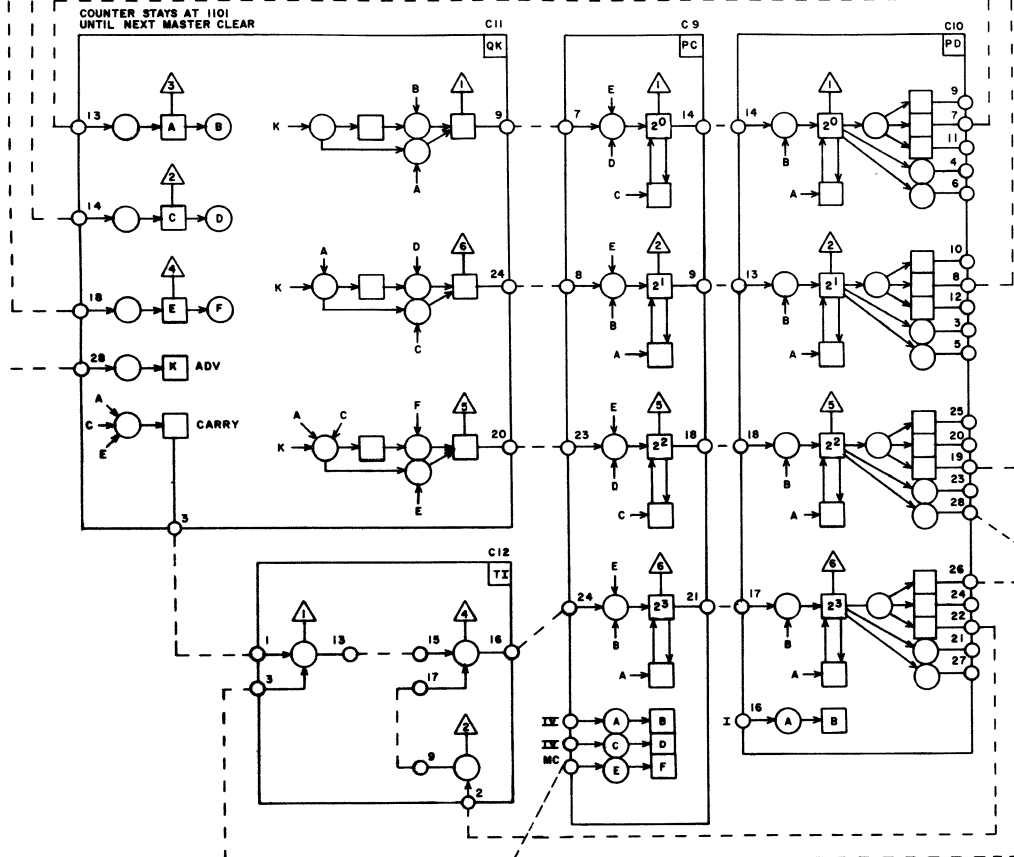 COUNTER STAYS AT 1101
UNTIL NEXT MASTER CLEAR
C11
QK
13
3
A
B
14
2
C
D
18
4
E
F
28
K
ADV
A
C
E
CARRY
3
K
B
A
1
9
K
A
D
C
6
24
K
A
C
F
E
5
20
C9
PC
7
E
D
1
2⁰
C
14
8
E
B
2
2¹
A
9
23
E
D
5
2²
C
18
24
E
B
6
2³
A
21
IV
A
B
IV
C
D
MC
E
F
C10
PD
14
B
1
2⁰
A
9
7
11
4
6
13
B
2
2¹
A
10
8
12
3
5
18
B
5
2²
A
25
20
19
23
28
17
B
6
2³
A
26
24
22
21
27
I
16
A
B
C12
TI
1
3
1
13
15
17
4
16
2
9
2